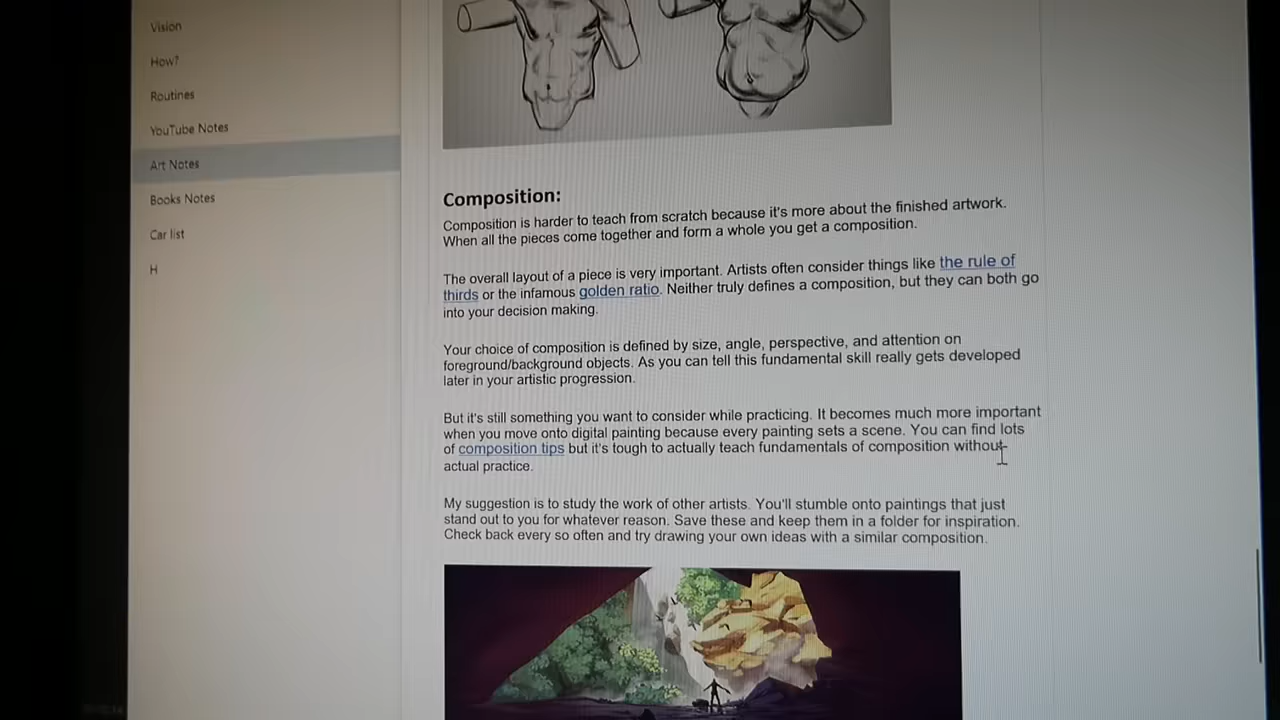 Vision
How?
Routines
YouTube Notes
Art Notes
Books Notes
Car list
H
Composition:
Composition is harder to teach from scratch because it's more about the finished artwork.
When all the pieces come together and form a whole you get a composition.
The overall layout of a piece is very important. Artists often consider things like the rule of
thirds or the infamous golden ratio. Neither truly defines a composition, but they can both go
into your decision making.
Your choice of composition is defined by size, angle, perspective, and attention on
foreground/background objects. As you can tell this fundamental skill really gets developed
later in your artistic progression.
But it's still something you want to consider while practicing. It becomes much more important
when you move onto digital painting because every painting sets a scene. You can find lots
of composition tips but it's tough to actually teach fundamentals of composition without
actual practice.
My suggestion is to study the work of other artists. You'll stumble onto paintings that just
stand out to you for whatever reason. Save these and keep them in a folder for inspiration.
Check back every so often and try drawing your own ideas with a similar composition.